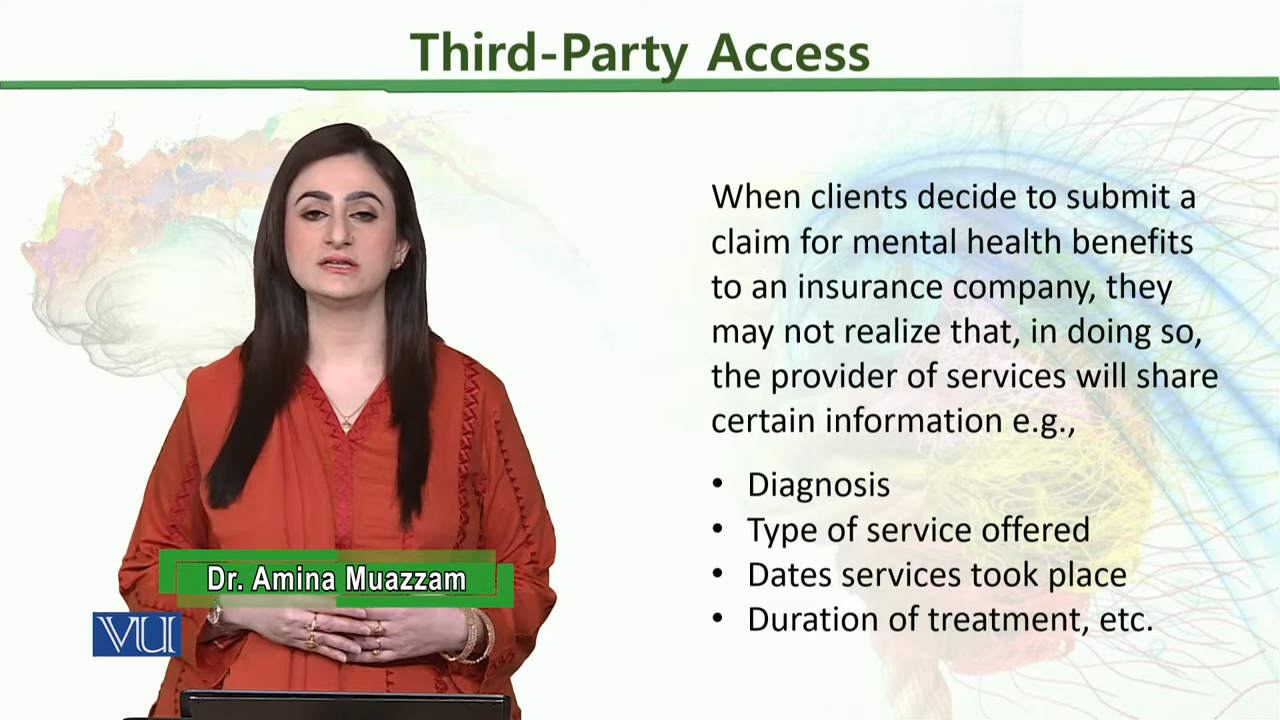 Third-Party Access
When clients decide to submit a
claim for mental health benefits
to an insurance company, they
may not realize that, in doing so,
the provider of services will share
certain information e.g.,
• Diagnosis
• Type of service offered
• Dates services took place
• Duration of treatment, etc.
Dr. Amina Muazzam
VU